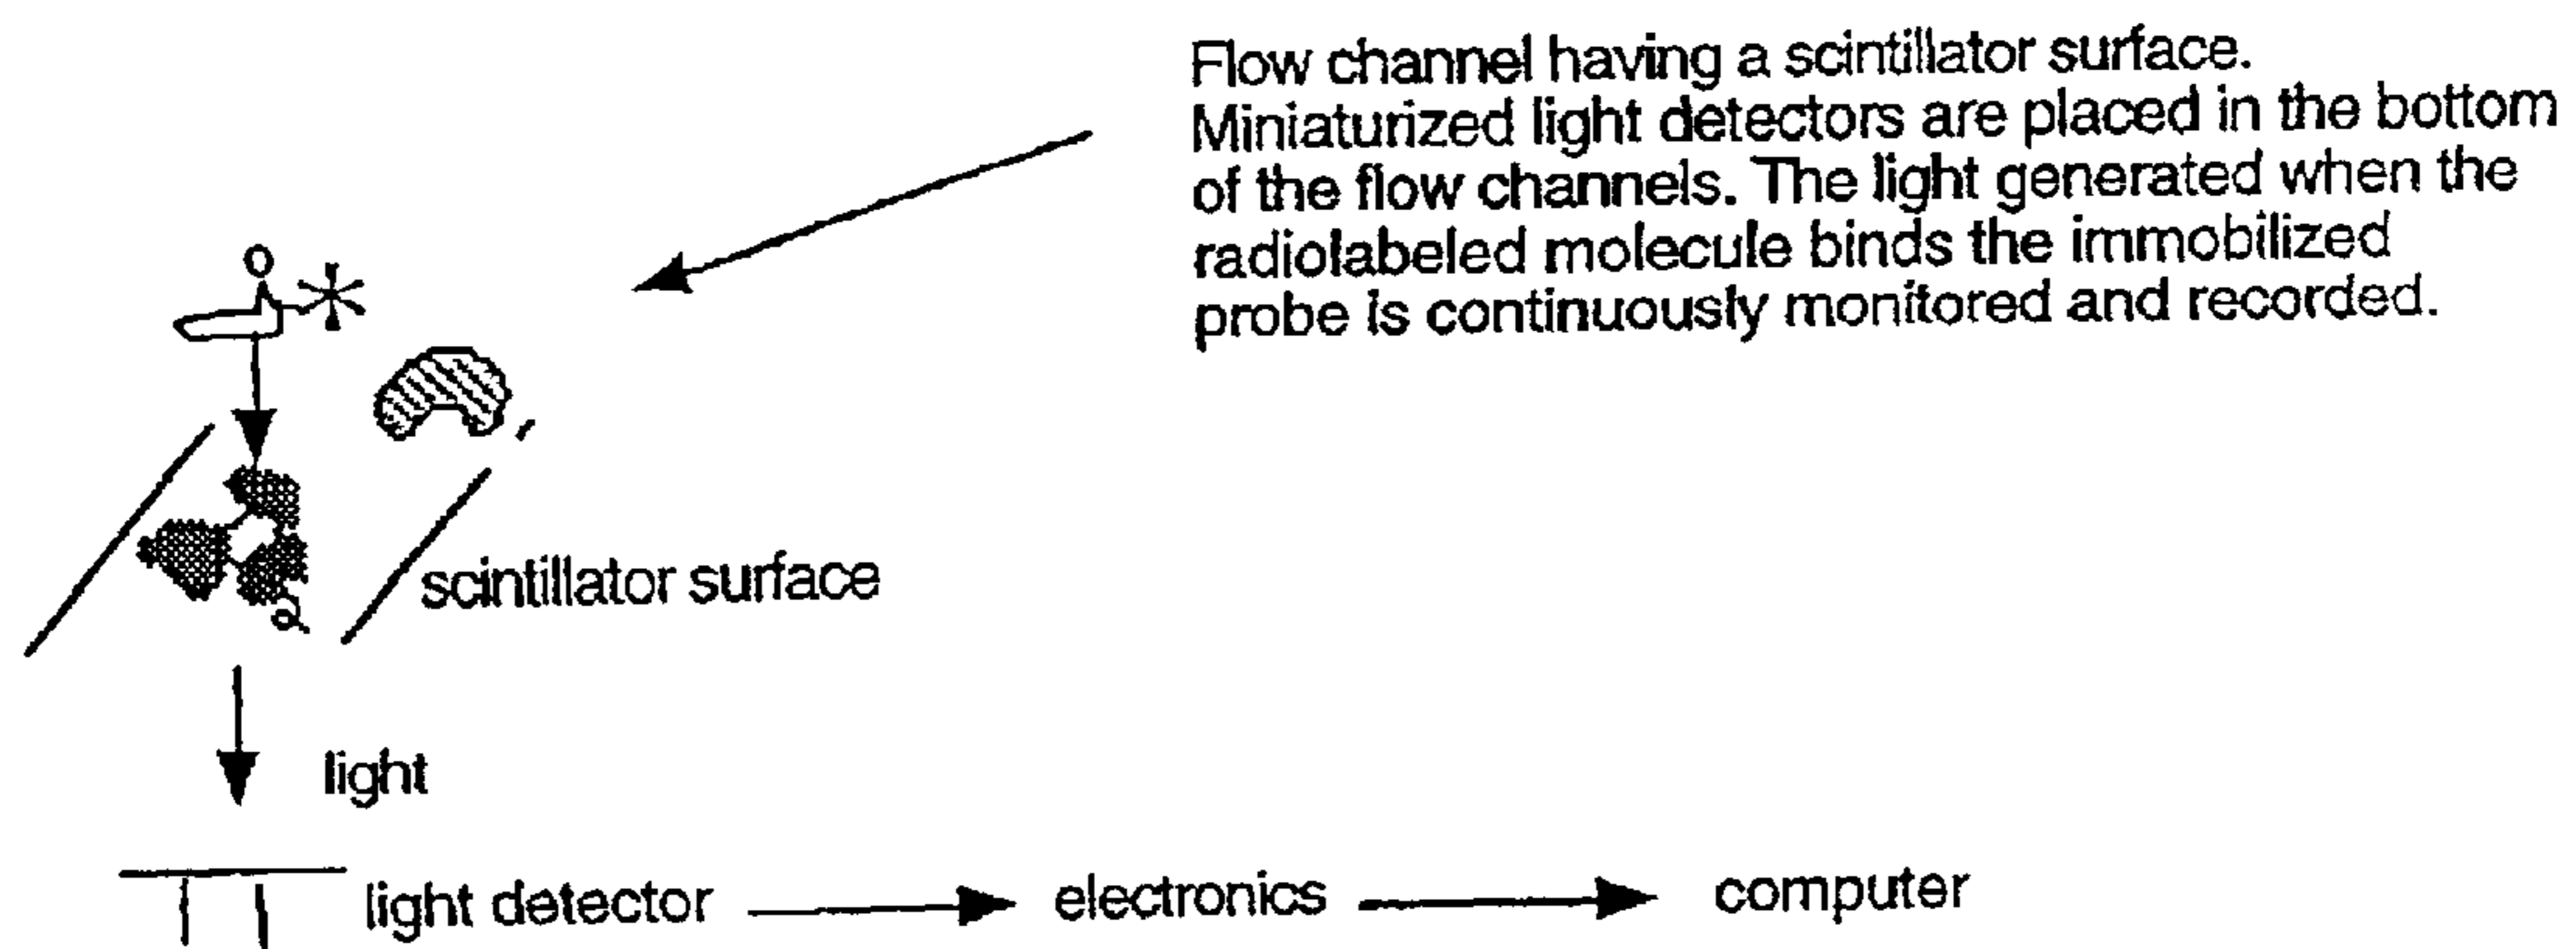 Flow channel having a scintillator surface.
Miniaturized light detectors are placed in the bottom
of the flow channels. The light generated when the
radiolabeled molecule binds the immobilized
probe is continuously monitored and recorded.
scintillator surface
light
light detector electronics computer